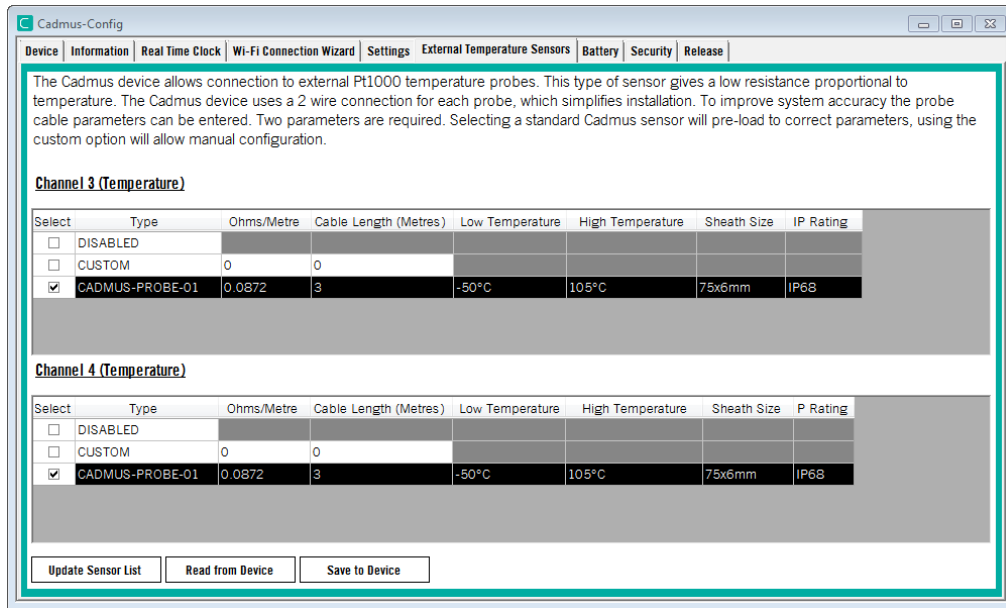 Cadmus-Config
Device Information Real Time Clock Wi-Fi Connection Wizard Settings External Temperature Sensors Battery Security Release
The Cadmus device allows connection to external Pt1000 temperature probes. This type of sensor gives a low resistance proportional to
temperature. The Cadmus device uses a 2 wire connection for each probe, which simplifies installation. To improve system accuracy the probe
cable parameters can be entered. Two parameters are required. Selecting a standard Cadmus sensor will pre-load to correct parameters, using the
custom option will allow manual configuration.
Channel 3 (Temperature)
Select Type Ohms/Metre Cable Length (Metres) Low Temperature High Temperature Sheath Size IP Rating
DISABLED
CUSTOM 0 0
CADMUS-PROBE-01 0.0872 3 -50°C 105°C 75x6mm IP68
Channel 4 (Temperature)
Select Type Ohms/Metre Cable Length (Metres) Low Temperature High Temperature Sheath Size P Rating
DISABLED
CUSTOM 0 0
CADMUS-PROBE-01 0.0872 3 -50°C 105°C 75x6mm IP68
Update Sensor List Read from Device Save to Device